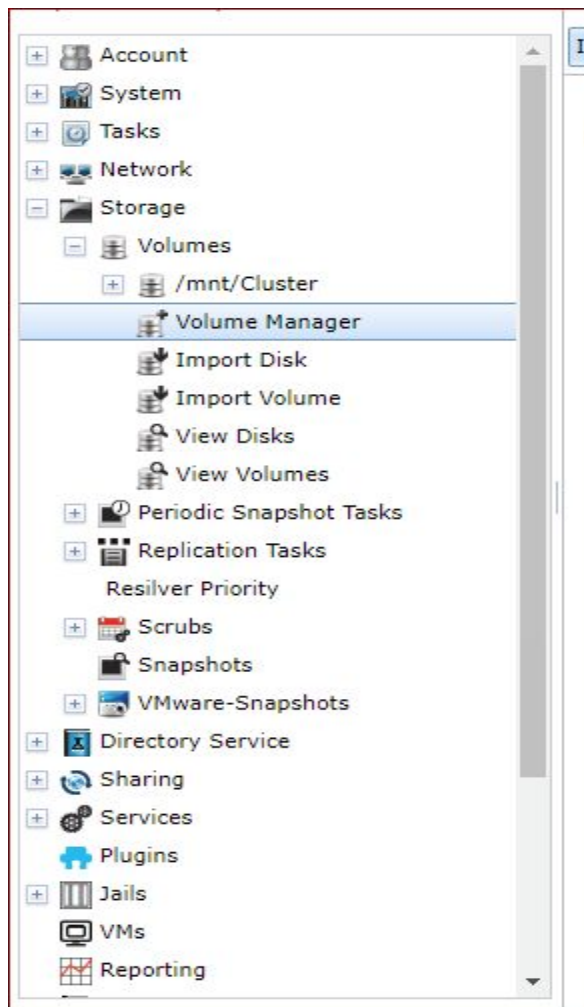 Account
System
Tasks
Network
Storage
Volumes
/mnt/Cluster
Volume Manager
Import Disk
Import Volume
View Disks
View Volumes
Periodic Snapshot Tasks
Replication Tasks
Resilver Priority
Scrubs
Snapshots
VMware-Snapshots
Directory Service
Sharing
Services
Plugins
Jails
VMs
Reporting